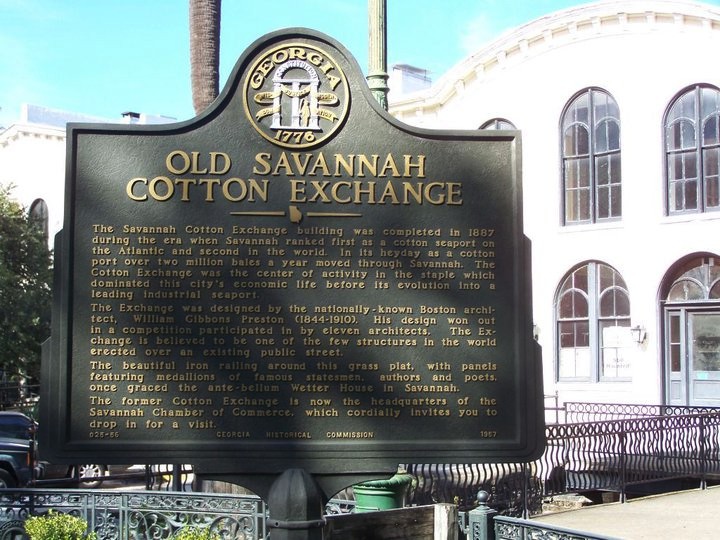 GEORGIA
CONSTITUTION
1776
OLD SAVANNAH
COTTON EXCHANGE
The Savannah Cotton Exchange building was completed in 1887
during the era when Savannah ranked first as a cotton seaport on
the Atlantic and second in the world. In its heyday as a cotton
port over two million bales a year moved through Savannah. The
Cotton Exchange was the center of activity in the staple which
dominated this city's economic life before its evolution into a
leading industrial seaport.
The Exchange was designed by the nationally-known Boston archi-
tect, William Gibbons Preston (1844-1910). His design won out
in a competition participated in by eleven architects. The Ex-
change is believed to be one of the few structures in the world
erected over an existing public street.
The beautiful iron railing around this grass plat, with panels
featuring medallions of famous statesmen, authors and poets,
once graced the ante-bellum Wetter House in Savannah.
The former Cotton Exchange is now the headquarters of the
Savannah Chamber of Commerce, which cordially invites you to
drop in for a visit.
025-86 GEORGIA HISTORICAL COMMISSION 1957